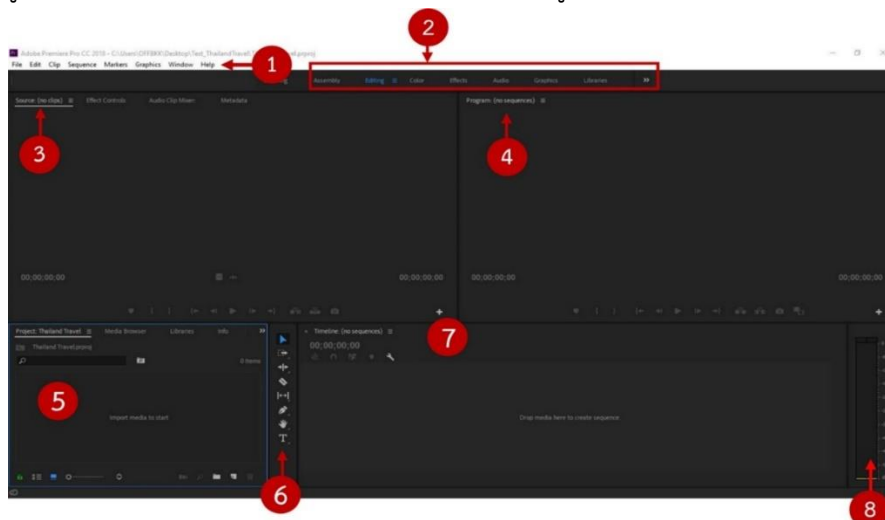 2
Adobe Premiere Pro CC 2018 - C:\Users\OFFBKK\Desktop\Test_ThailandTravel\
File Edit Clip Sequence Markers Graphics Window Help
1
Assembly Editing Color Effects Audio Graphics Libraries
Source: (no clips) Effect Controls Audio Clip Mixer Metadata
Program: (no sequences)
3
4
00;00;00;00 00;00;00;00
00;00;00;00 00;00;00;00
Project: Thailand Travel Media Browser Libraries Info
Timeline: (no sequences)
7
Thailand Travel.prproj
00;00;00;00
0 Items
5
Import media to start
Drop media here to create sequence
T
6
8